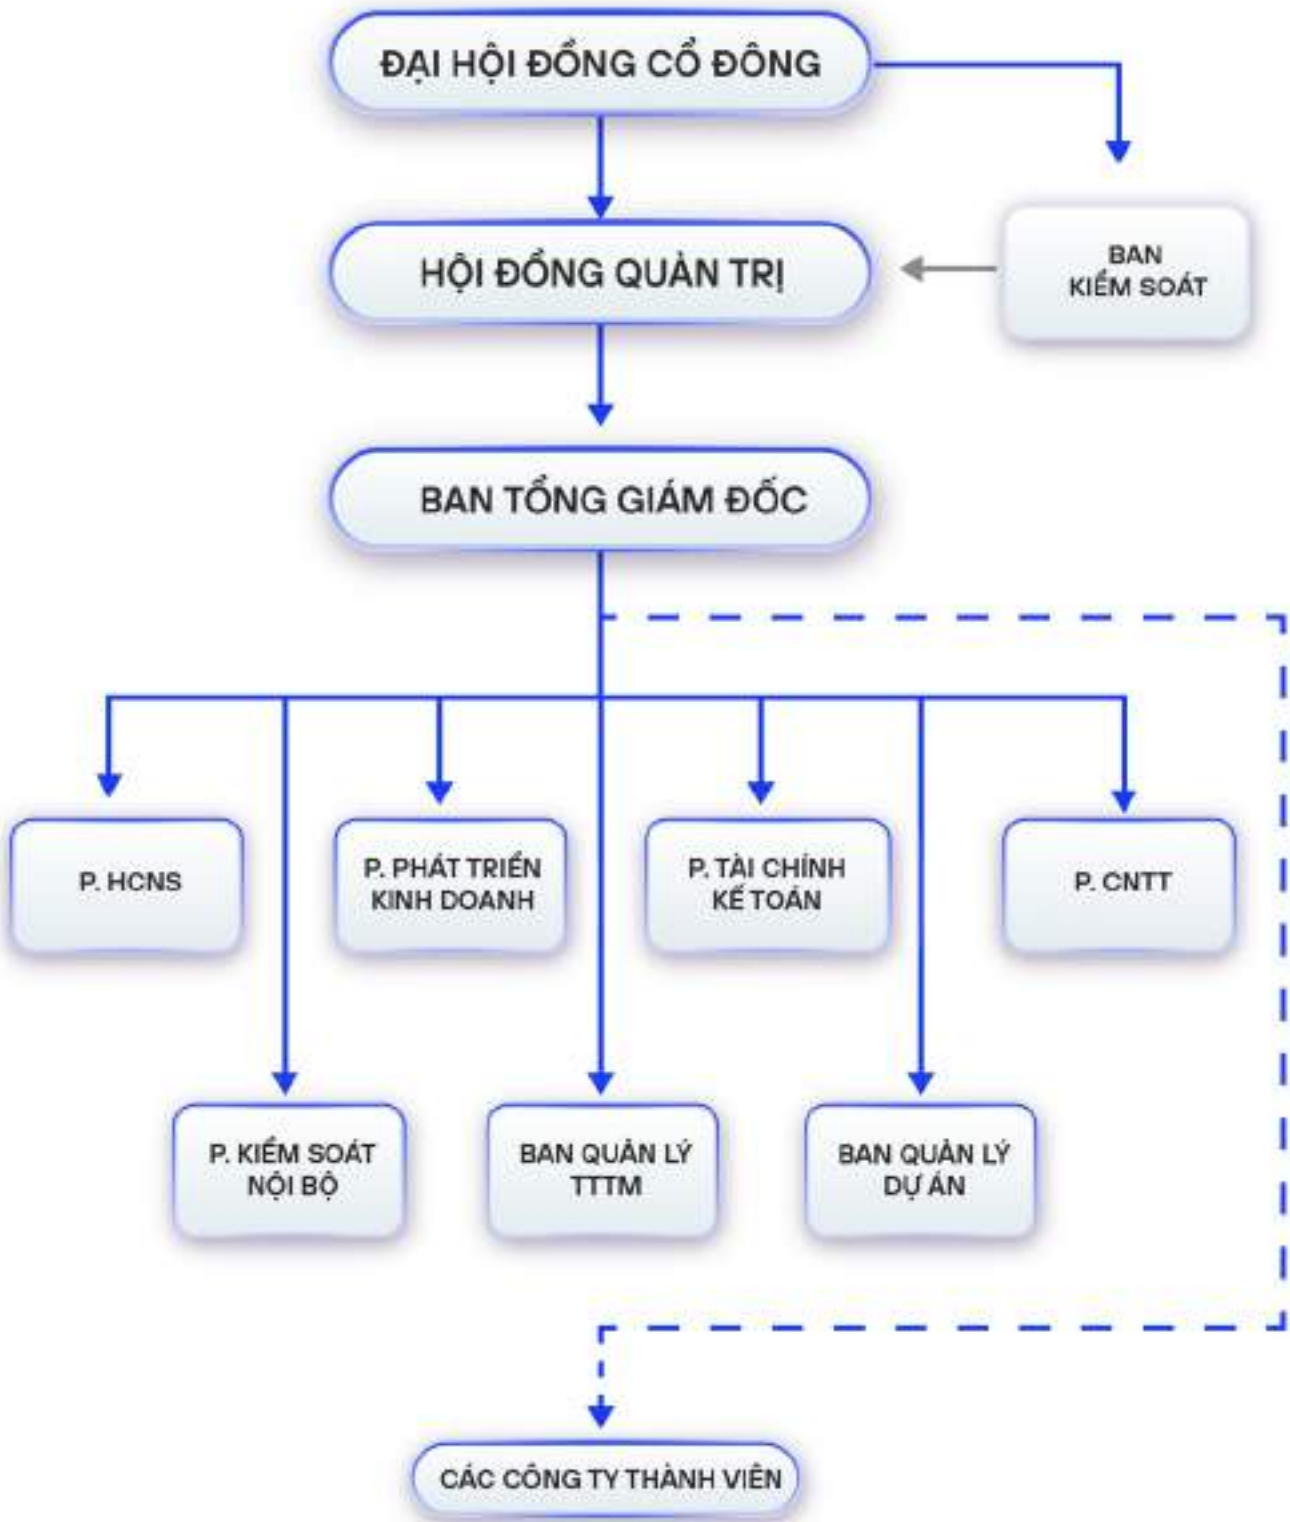 ĐẠI HỘI ĐỒNG CỔ ĐÔNG
HỘI ĐỒNG QUẢN TRỊ
BAN
KIỂM SOÁT
BAN TỔNG GIÁM ĐỐC
P. HCNS
P. PHÁT TRIỂN
KINH DOANH
P. TÀI CHÍNH
KẾ TOÁN
P. CNTT
P. KIỂM SOÁT
NỘI BỘ
BAN QUẢN LÝ
TTTM
BAN QUẢN LÝ
DỰ ÁN
CÁC CÔNG TY THÀNH VIÊN